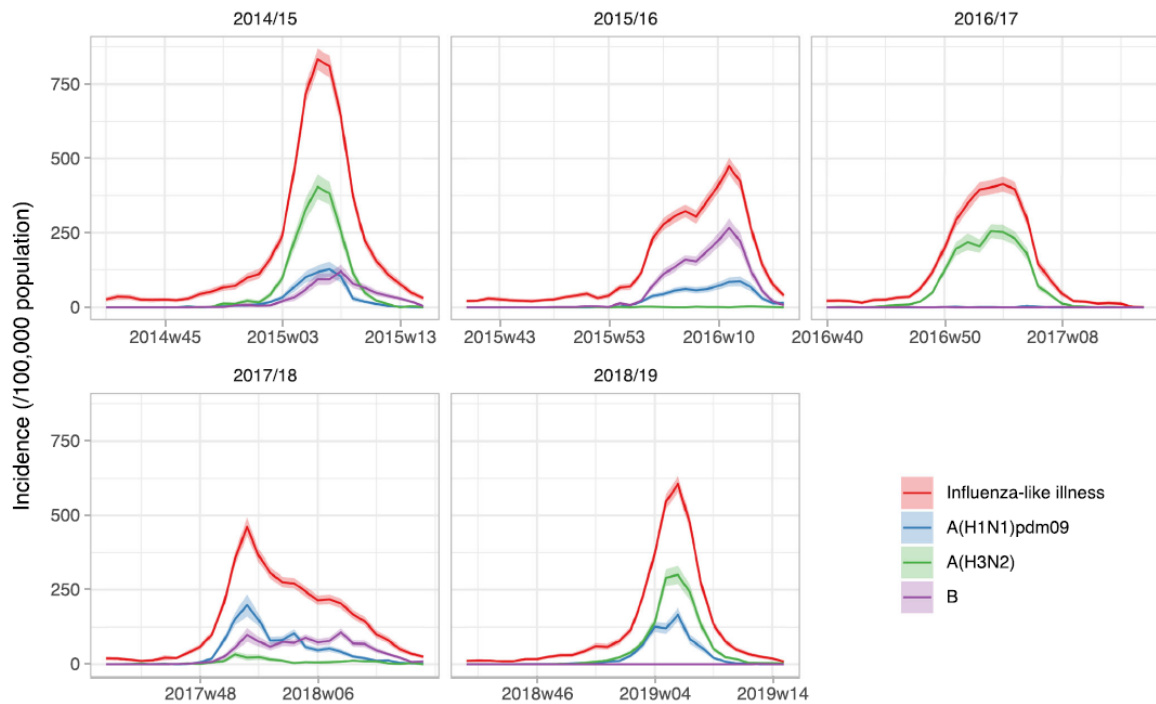 2014/15
2015/16
2016/17
750
500
250
0
2014w45
2015w03
2015w13
2015w43
2015w53
2016w10
2016w40
2016w50
2017w08
Incidence (/100,000 population)
2017/18
2018/19
750
500
250
0
2017w48
2018w06
2018w46
2019w04
2019w14
Influenza-like illness
A(H1N1)pdm09
A(H3N2)
B